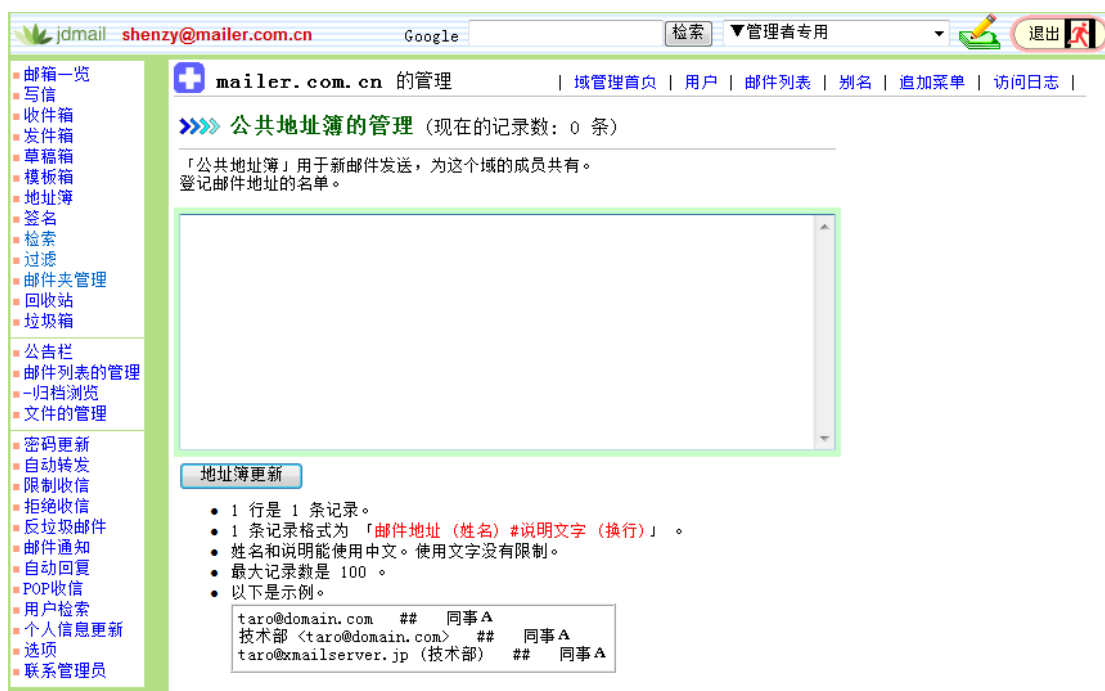 jdmail shenzy@mailer.com.cn Google 检索 ▼管理者专用 退出
邮箱一览
写信
收件箱
发件箱
草稿箱
模板箱
地址簿
签名
检索
过滤
邮件夹管理
回收站
垃圾箱
公告栏
邮件列表的管理
-归档浏览
文件的管理
密码更新
自动转发
限制收信
拒绝收信
反垃圾邮件
邮件通知
自动回复
POP收信
用户检索
个人信息更新
选项
联系管理员
mailer.com.cn 的管理 | 域管理首页 | 用户 | 邮件列表 | 别名 | 追加菜单 | 访问日志 |
公共地址簿的管理 (现在的记录数: 0 条)
「公共地址簿」用于新邮件发送，为这个域的成员共有。
登记邮件地址的名单。
地址簿更新
● 1 行是 1 条记录。
● 1 条记录格式为 「邮件地址 (姓名) #说明文字 (换行)」 。
● 姓名和说明能使用中文。使用文字没有限制。
● 最大记录数是 100 。
● 以下是示例。
taro@domain.com ## 同事A
技术部 <taro@domain.com> ## 同事A
taro@xmailserver.jp (技术部) ## 同事A